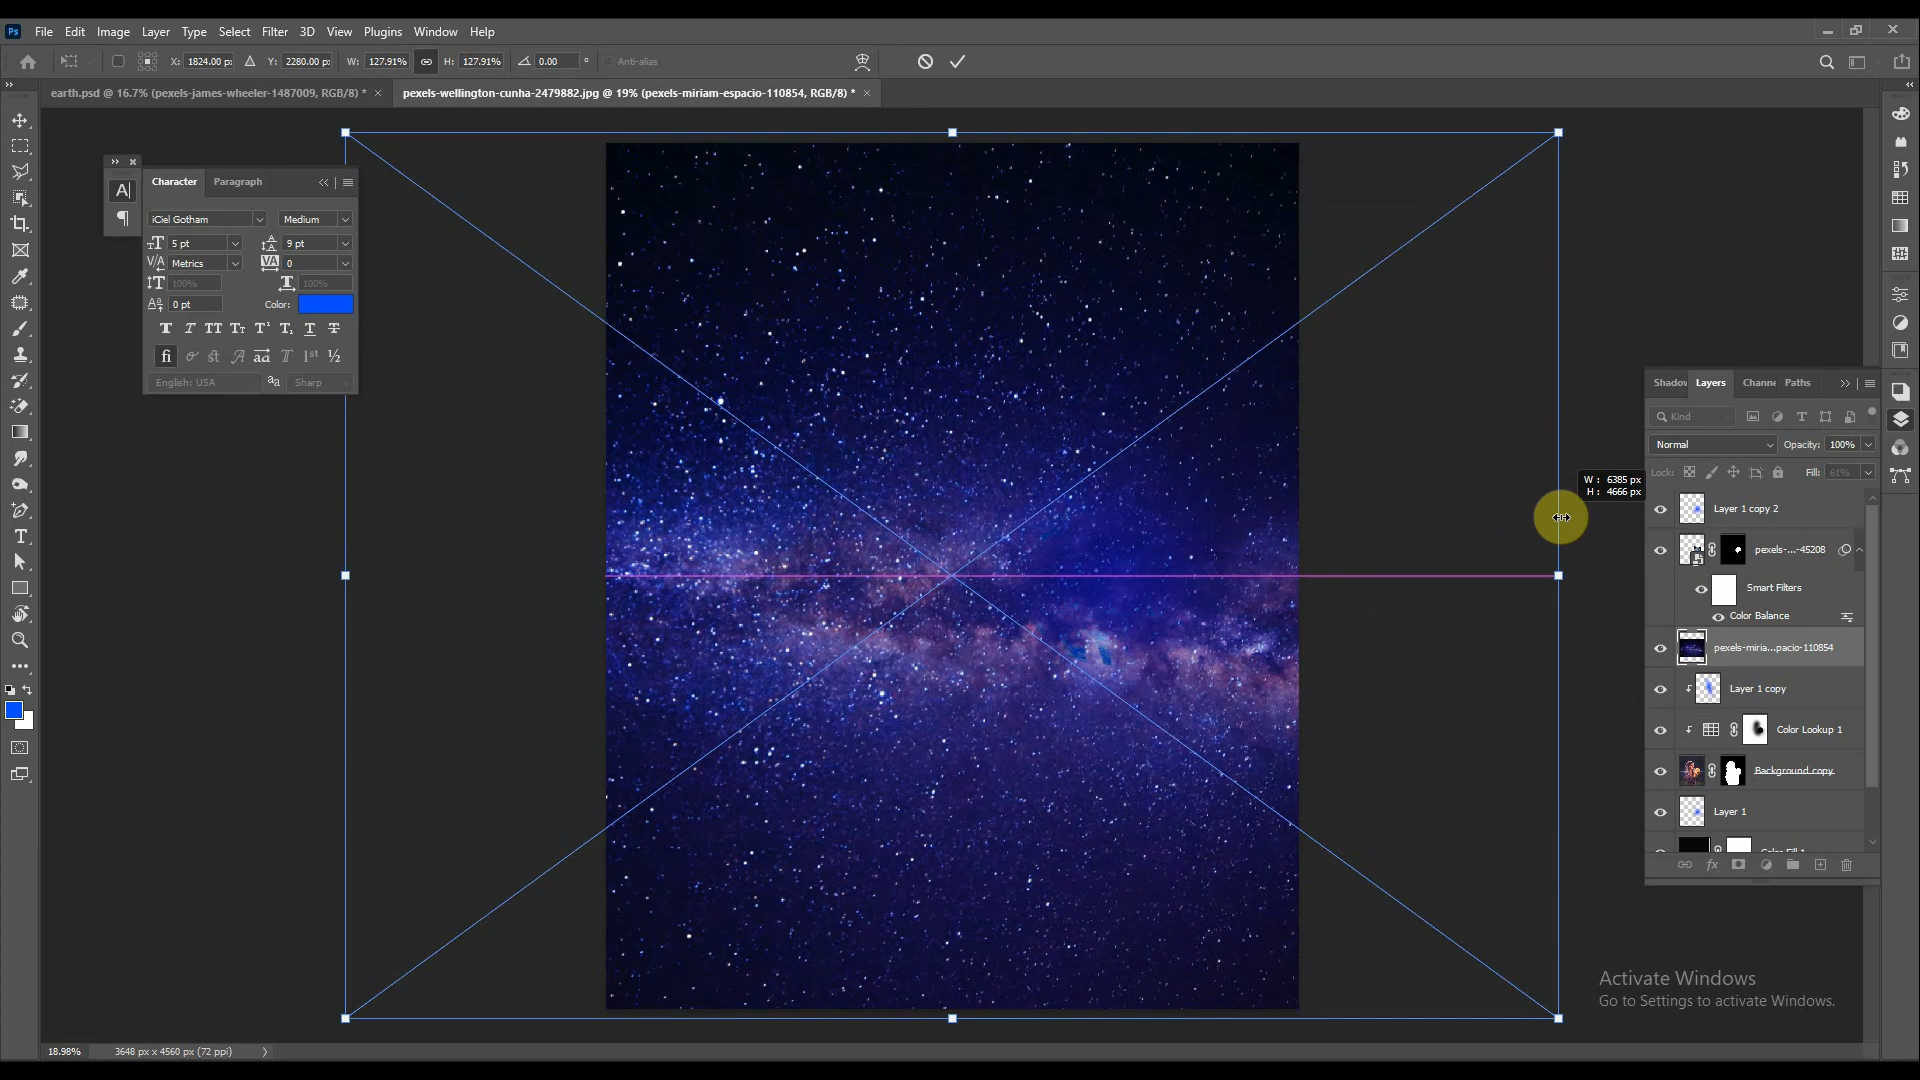 Ps File Edit Image Layer Type Select Filter 3D View Plugins Window Help
X: 1824.00 px Y: 2280.00 px W: 127.91% H: 127.91% 0.00 ° Anti-alias
earth.psd @ 16.7% (pexels-james-wheeler-1487009, RGB/8) * × pexels-wellington-cunha-2479882.jpg @ 19% (pexels-miriam-espacio-110854, RGB/8) * ×
Character Paragraph
iCiel Gotham Medium
5 pt 9 pt
Metrics 0
100% 100%
0 pt Color:
English: USA aa Sharp
W : 6385 px
H : 4666 px
Shadov Layers Channe Paths
Kind
Normal Opacity: 100%
Lock: Fill: 61%
Layer 1 copy 2
pexels-...-45208
Smart Filters
Color Balance
pexels-miria...pacio-110854
Layer 1 copy
Color Lookup 1
Background copy
Layer 1
Activate Windows
Go to Settings to activate Windows.
18.98% 3648 px x 4560 px (72 ppi)